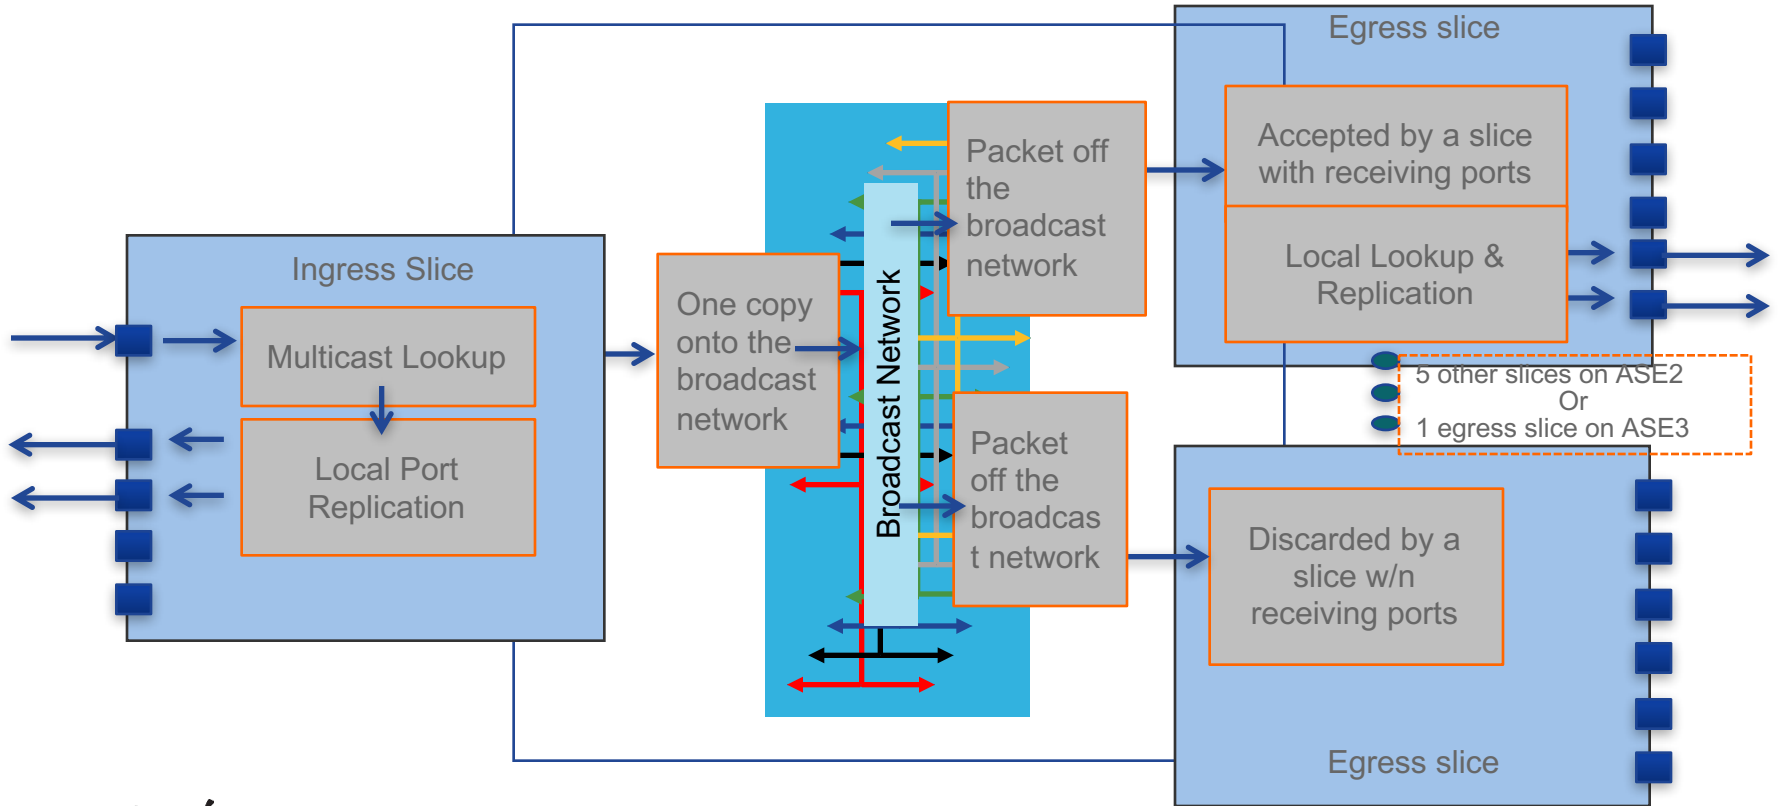 Egress slice
Accepted by a slice
with receiving ports
Local Lookup &
Replication
Packet off
the
broadcast
network
Ingress Slice
Multicast Lookup
Local Port
Replication
One copy
onto the
broadcast
network
Broadcast Network
5 other slices on ASE2
Or
1 egress slice on ASE3
Packet
off the
broadcas
t network
Discarded by a
slice w/n
receiving ports
Egress slice